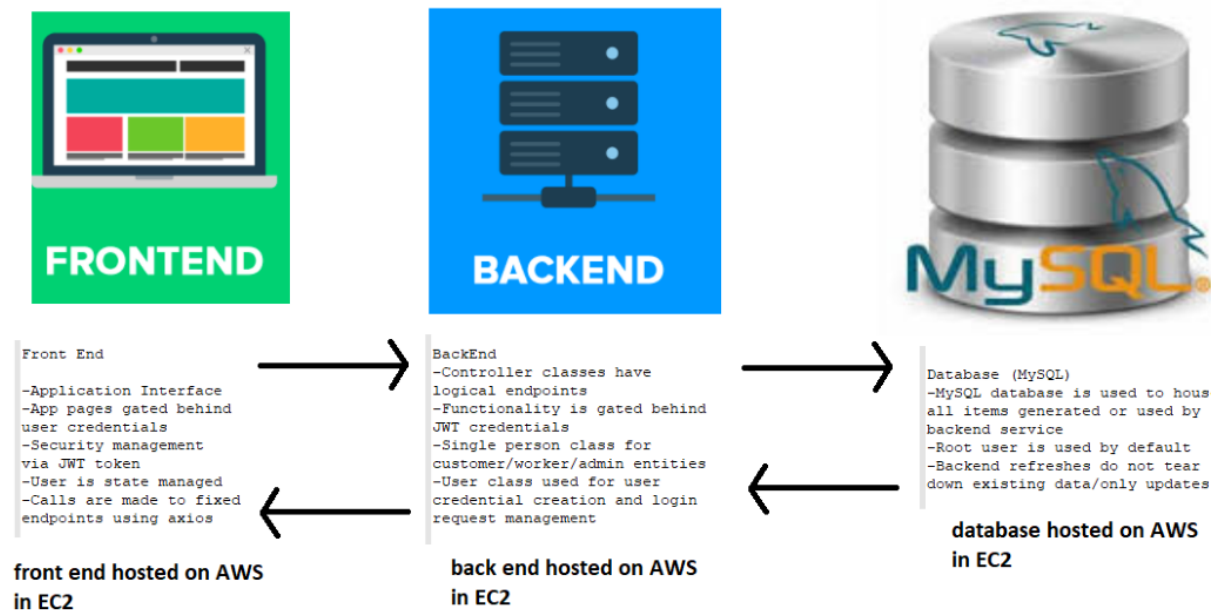 FRONTEND
BACKEND
MySQL®
Front End
-Application Interface
-App pages gated behind
user credentials
-Security management
via JWT token
-User is state managed
-Calls are made to fixed
endpoints using axios
front end hosted on AWS
in EC2
BackEnd
-Controller classes have
logical endpoints
-Functionality is gated behind
JWT credentials
-Single person class for
customer/worker/admin entities
-User class used for user
credential creation and login
request management
back end hosted on AWS
in EC2
Database (MySQL)
-MySQL database is used to hous
all items generated or used by
backend service
-Root user is used by default
-Backend refreshes do not tear
down existing data/only updates
database hosted on AWS
in EC2